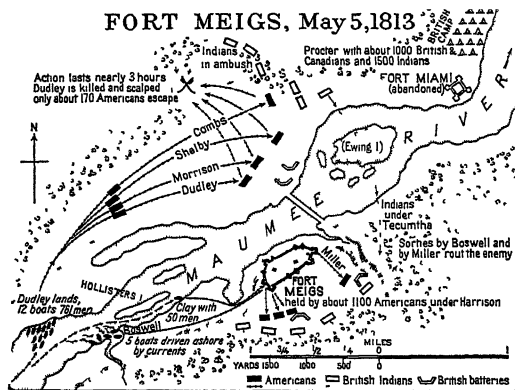 FORT MEIGS, May 5, 1813
Indians
in ambush
Procter with about 1000 British &
Canadians and 1500 Indians
BRITISH
CAMP
Action lasts nearly 3 hours
Dudley is killed and scalped
only about 170 Americans escape
FORT MIAMI
(abandoned)
N
Combs
Shelby
Morrison
Dudley
(Ewing I)
MAUMEE RIVER
Indians
under
Tecumtha
Sorties by Boswell and
by Miller rout the enemy
Miller
FORT
MEIGS
held by about 1100 Americans under Harrison
HOLLISTERS I
Dudley lands,
12 boats 761 men
Clay with
50 men
Boswell
5 boats driven ashore
by currents
MILES
1 3/4 1/2 1/4 0 1
YARDS 1500 1000 500 0
Americans British Indians British batteries